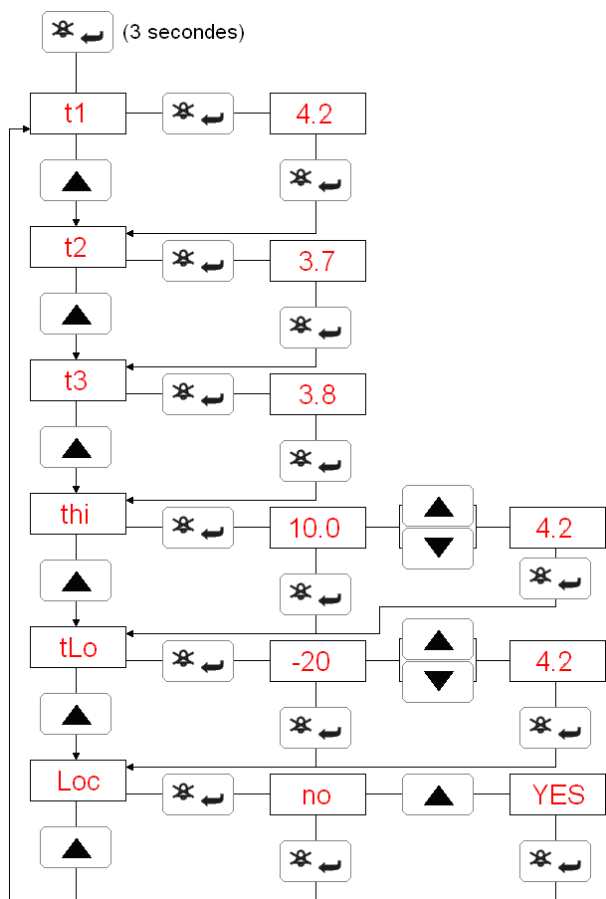 (3 secondes)
t1
4.2
t2
3.7
t3
3.8
thi
10.0
4.2
tLo
-20
4.2
Loc
no
YES